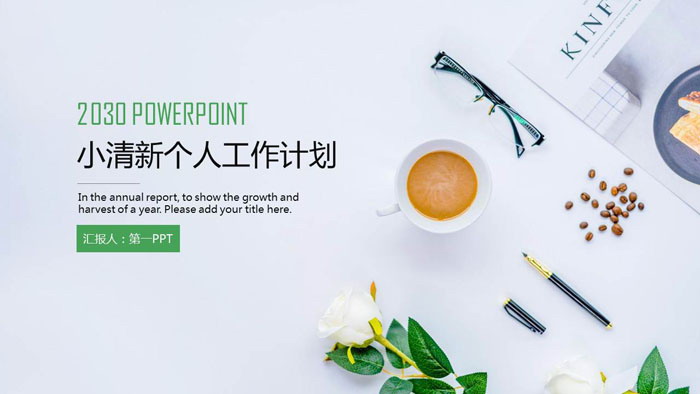 2030 POWERPOINT
小清新个人工作计划
In the annual report, to show the growth and
harvest of a year. Please add your title here.
汇报人：第一PPT
KINF